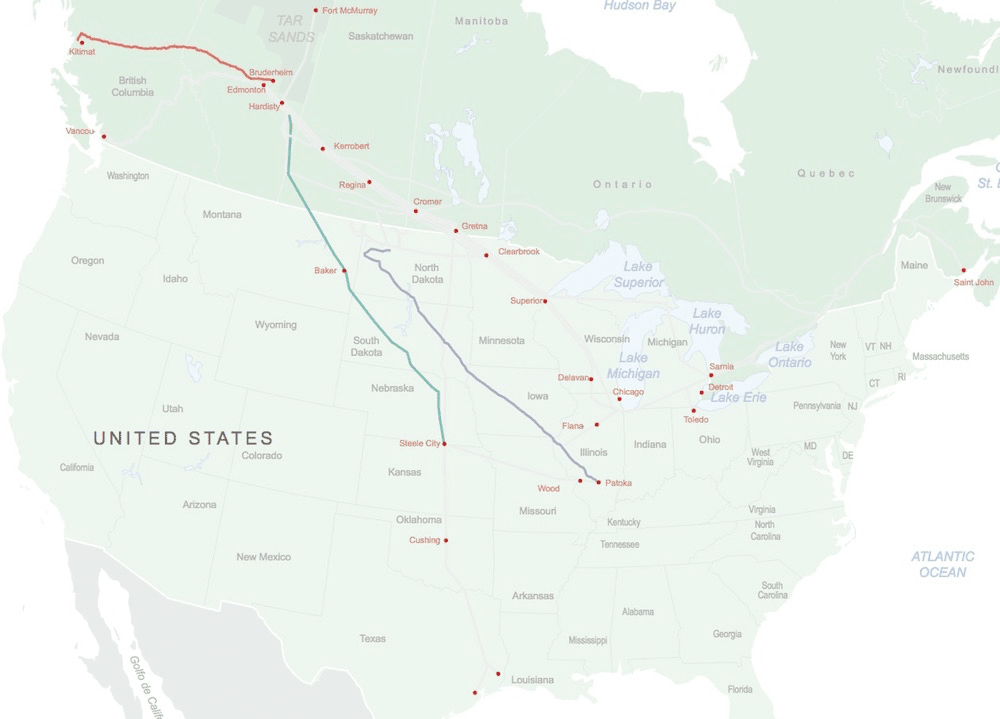 Hudson Bay
Fort McMurray
Manitoba
TAR
SANDS
Saskatchewan
Kitimat
Newfoundl
Bruderheim
British
Columbia
Edmonton
Hardisty
Vancou
Kerrobert
Washington
Regina
Ontario
Quebec
St.
New
Brunswick
Montana
Cromer
Gretna
Oregon
Baker
North
Dakota
Clearbrook
Lake
Superior
Maine
Saint John
Idaho
Superior
Wyoming
Lake
Huron
Nevada
South
Dakota
Minnesota
Wisconsin
Michigan
Lake
Ontario
New
York
VT
NH
Massachusetts
Lake
Michigan
Sarnia
Delavan
Detroit
CT
RI
Nebraska
Iowa
Chicago
Lake Erie
Utah
Toledo
Pennsylvania
NJ
UNITED STATES
Steele City
Flana
Illinois
Indiana
Ohio
Colorado
MD
DE
West
Virginia
California
Kansas
Wood
Patoka
Arizona
Missouri
Virginia
Oklahoma
Kentucky
North
Carolina
Cushing
Tennessee
New Mexico
ATLANTIC
OCEAN
Arkansas
South
Carolina
Alabama
Texas
Mississippi
Georgia
Louisiana
Florida
Golfo de Calif